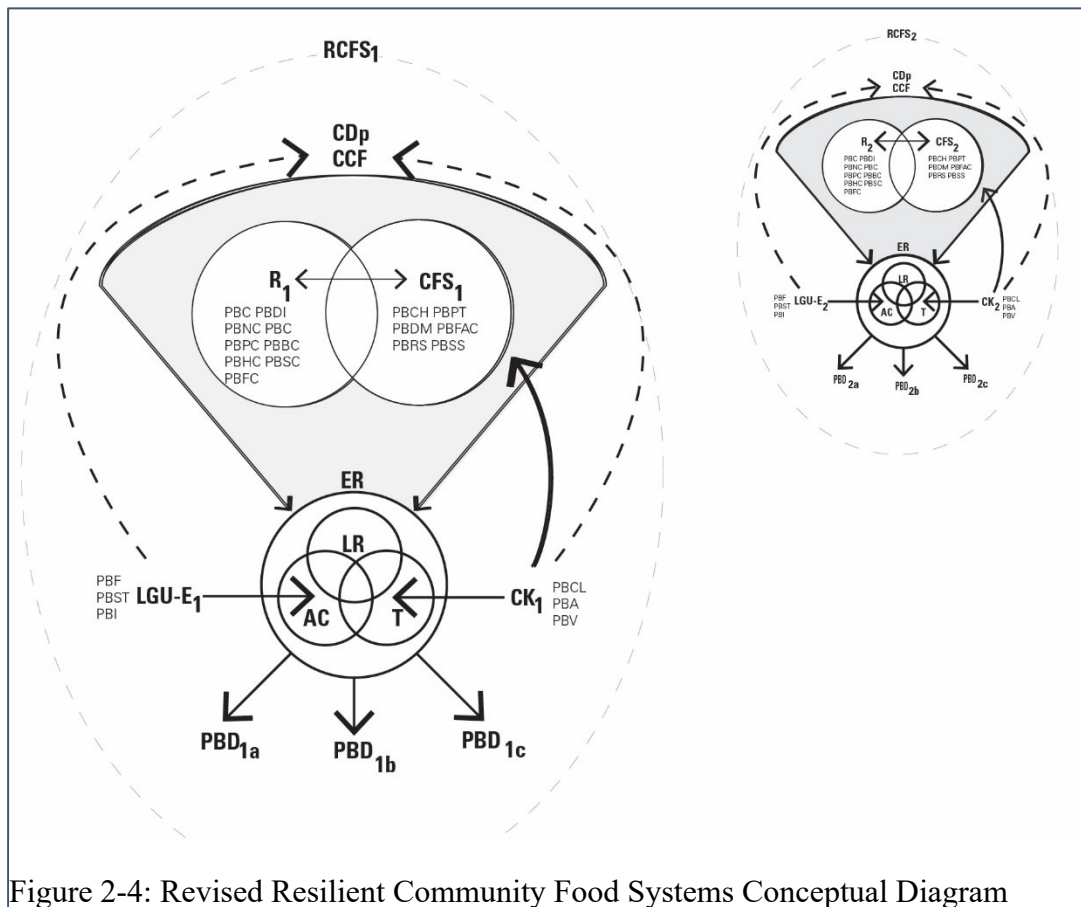 RCFS1
CDp
CCF
R1
CFS1
PBC PBDI
PBNC PBC
PBPC PBBC
PBHC PBSC
PBFC
PBCH PBPT
PBDM PBFAC
PBRS PBSS
ER
LR
AC
T
PBF
PBST
PBI
LGU-E1
CK1
PBCL
PBA
PBV
PBD1a
PBD1b
PBD1c
RCFS2
CDp
CCF
R2
CFS2
PBC PBDI
PBNC PBC
PBPC PBBC
PBHC PBSC
PBFC
PBCH PBPT
PBDM PBFAC
PBRS PBSS
ER
LR
AC
T
PBF
PBST
PBI
LGU-E2
CK2
PBCL
PBA
PBV
PBD2a
PBD2b
PBD2c
Figure 2-4: Revised Resilient Community Food Systems Conceptual Diagram